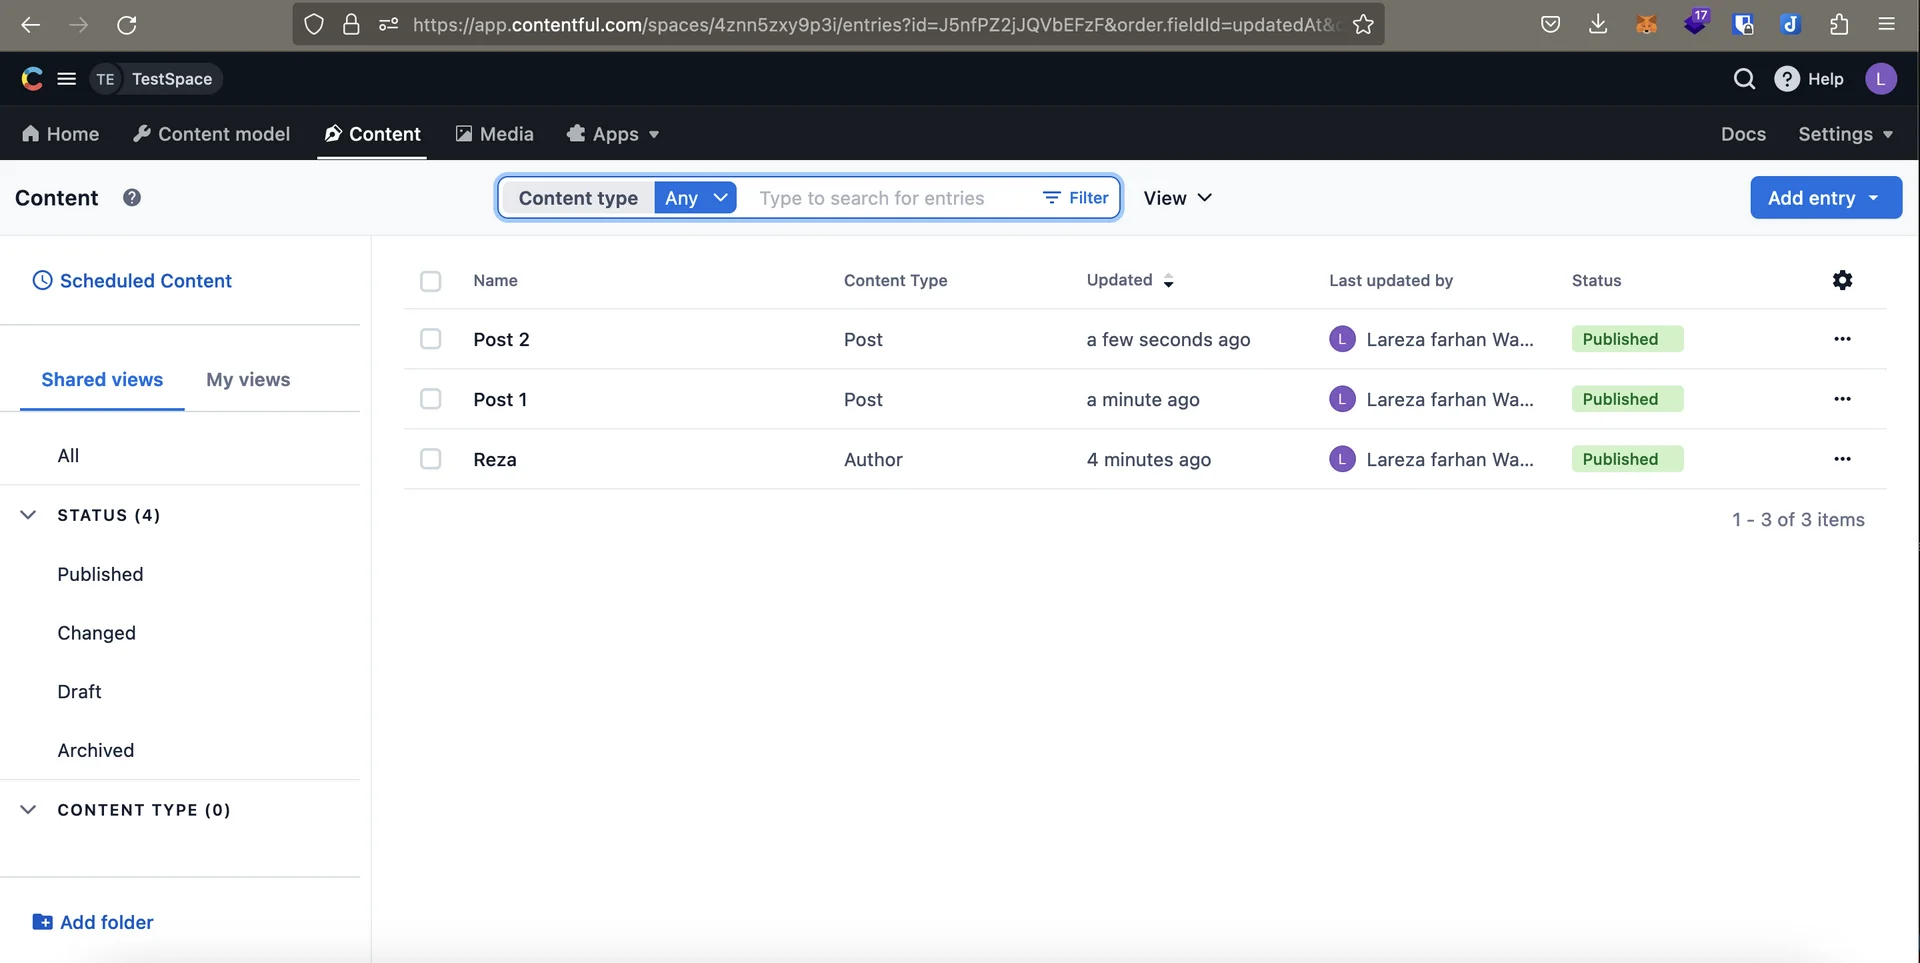 https://app.contentful.com/spaces/4znn5zxy9p3i/entries?id=J5nfPZ2jJQVbEFzF&order.fieldId=updatedAt&
17
TE TestSpace
Help
L
Home
Content model
Content
Media
Apps
Docs
Settings
Content
Content type
Any
Type to search for entries
Filter
View
Add entry
Scheduled Content
Shared views
My views
All
STATUS (4)
Published
Changed
Draft
Archived
CONTENT TYPE (0)
Add folder
Name Content Type Updated Last updated by Status
Post 2 Post a few seconds ago L Lareza farhan Wa... Published
Post 1 Post a minute ago L Lareza farhan Wa... Published
Reza Author 4 minutes ago L Lareza farhan Wa... Published
1 - 3 of 3 items